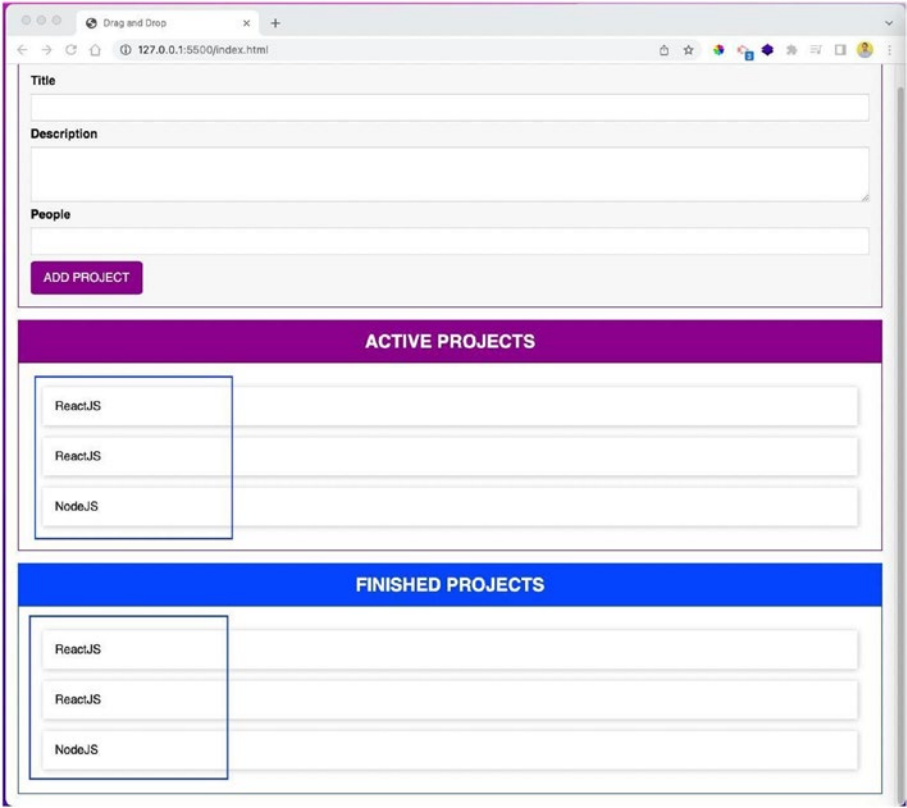 Drag and Drop
127.0.0.1:5500/index.html
Title
Description
People
ADD PROJECT
ACTIVE PROJECTS
ReactJS
ReactJS
NodeJS
FINISHED PROJECTS
ReactJS
ReactJS
NodeJS